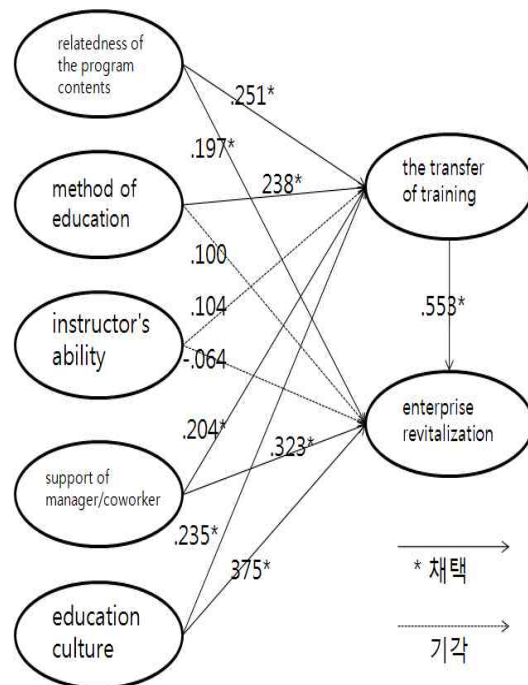 relatedness of
the program
contents
.251*
.197*
the transfer
of training
method of
education
238*
.100
.104
.553*
instructor's
ability
-.064
enterprise
revitalization
.204*
.323*
support of
manager/coworker
.235*
375*
* 채택
education
culture
기각